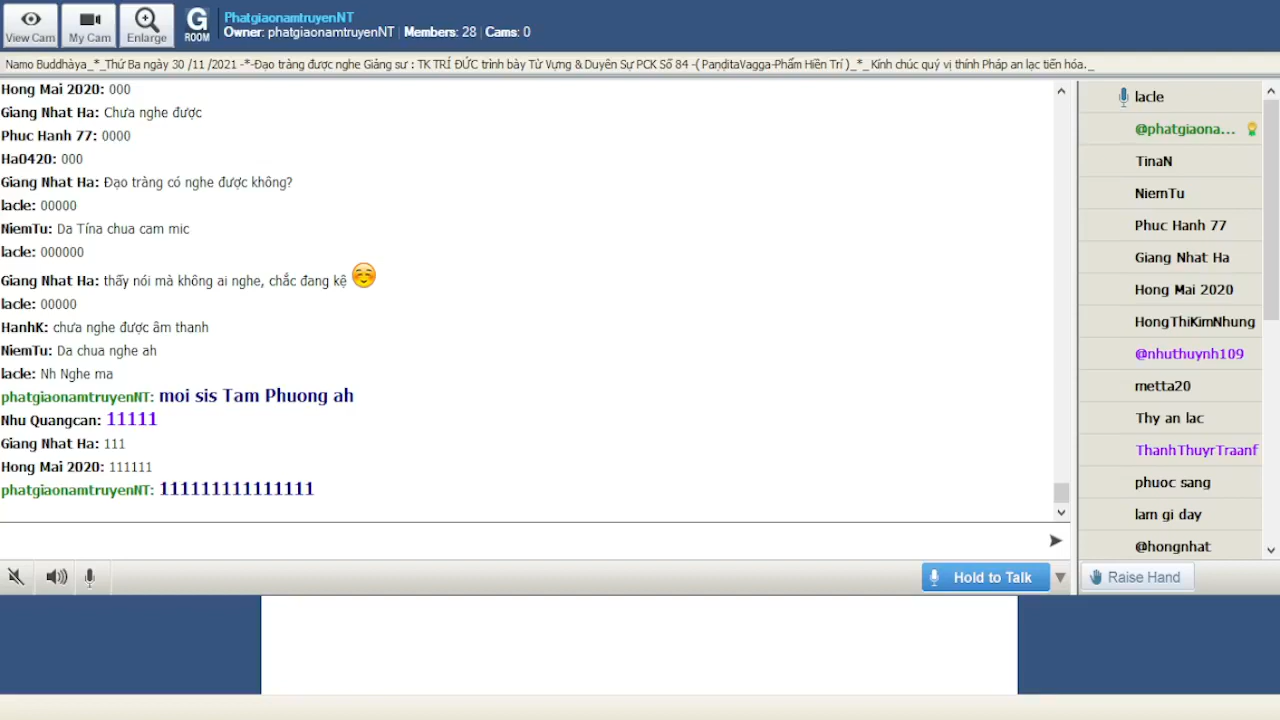 View Cam
My Cam
Enlarge
G
ROOM
PhatgiaonamtruyenNT
Owner: phatgiaonamtruyenNT | Members: 28 | Cams: 0
Namo Buddhàya_*_Thứ Ba ngày 30 /11 /2021 -*-Đạo tràng được nghe Giảng sư : TK TRÍ ĐỨC trình bày Từ Vựng & Duyên Sự PCK Số 84 -( PaṇḍitaVagga-Phẩm Hiền Trí )_*_ Kính chúc quý vị thính Pháp an lạc tiến hóa._
Hong Mai 2020: 000
Giang Nhat Ha: Chưa nghe được
Phuc Hanh 77: 0000
Ha0420: 000
Giang Nhat Ha: Đạo tràng có nghe được không?
lacle: 00000
NiemTu: Da Tína chua cam mic
lacle: 000000
Giang Nhat Ha: thấy nói mà không ai nghe, chắc đang kệ
lacle: 00000
HanhK: chưa nghe được âm thanh
NiemTu: Da chua nghe ah
lacle: Nh Nghe ma
phatgiaonamtruyenNT: moi sis Tam Phuong ah
Nhu Quangcan: 11111
Giang Nhat Ha: 111
Hong Mai 2020: 111111
phatgiaonamtruyenNT: 111111111111111
Hold to Talk
lacle
@phatgiaona...
TinaN
NiemTu
Phuc Hanh 77
Giang Nhat Ha
Hong Mai 2020
HongThiKimNhung
@nhuthuynh109
metta20
Thy an lac
ThanhThuyrTraanf
phuoc sang
lam gi day
@hongnhat
Raise Hand